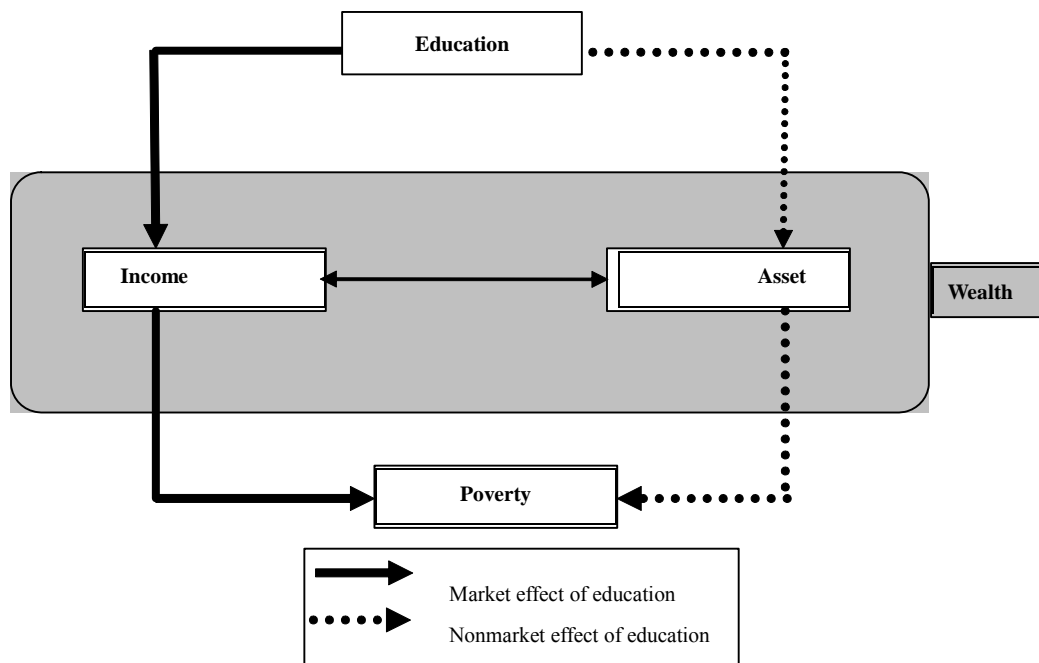 Education
Income
Asset
Wealth
Poverty
Market effect of education
Nonmarket effect of education